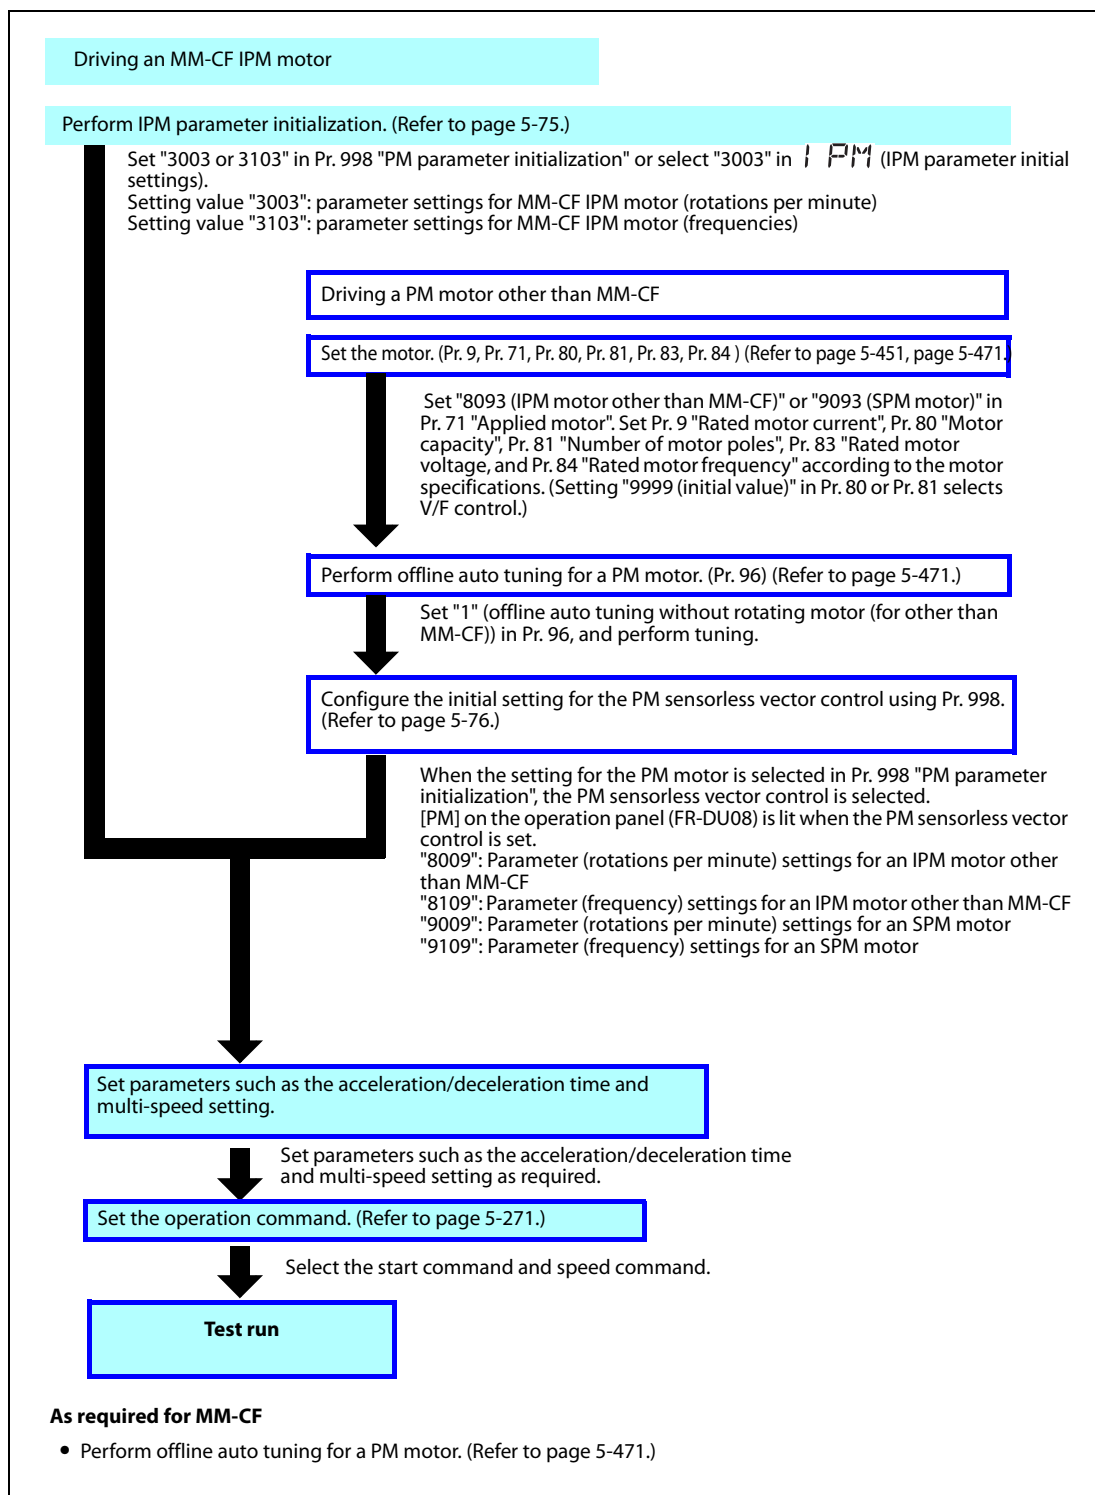 Driving an MM-CF IPM motor
Perform IPM parameter initialization. (Refer to page 5-75.)
Set "3003 or 3103" in Pr. 998 "PM parameter initialization" or select "3003" in IPM (IPM parameter initial
settings).
Setting value "3003": parameter settings for MM-CF IPM motor (rotations per minute)
Setting value "3103": parameter settings for MM-CF IPM motor (frequencies)
Driving a PM motor other than MM-CF
Set the motor. (Pr. 9, Pr. 71, Pr. 80, Pr. 81, Pr. 83, Pr. 84 ) (Refer to page 5-451, page 5-471.)
Set "8093 (IPM motor other than MM-CF)" or "9093 (SPM motor)" in
Pr. 71 "Applied motor". Set Pr. 9 "Rated motor current", Pr. 80 "Motor
capacity", Pr. 81 "Number of motor poles", Pr. 83 "Rated motor
voltage, and Pr. 84 "Rated motor frequency" according to the motor
specifications. (Setting "9999 (initial value)" in Pr. 80 or Pr. 81 selects
V/F control.)
Perform offline auto tuning for a PM motor. (Pr. 96) (Refer to page 5-471.)
Set "1" (offline auto tuning without rotating motor (for other than
MM-CF)) in Pr. 96, and perform tuning.
Configure the initial setting for the PM sensorless vector control using Pr. 998.
(Refer to page 5-76.)
When the setting for the PM motor is selected in Pr. 998 "PM parameter
initialization", the PM sensorless vector control is selected.
[PM] on the operation panel (FR-DU08) is lit when the PM sensorless vector
control is set.
"8009": Parameter (rotations per minute) settings for an IPM motor other
than MM-CF
"8109": Parameter (frequency) settings for an IPM motor other than MM-CF
"9009": Parameter (rotations per minute) settings for an SPM motor
"9109": Parameter (frequency) settings for an SPM motor
Set parameters such as the acceleration/deceleration time and
multi-speed setting.
Set parameters such as the acceleration/deceleration time
and multi-speed setting as required.
Set the operation command. (Refer to page 5-271.)
Select the start command and speed command.
Test run
As required for MM-CF
• Perform offline auto tuning for a PM motor. (Refer to page 5-471.)